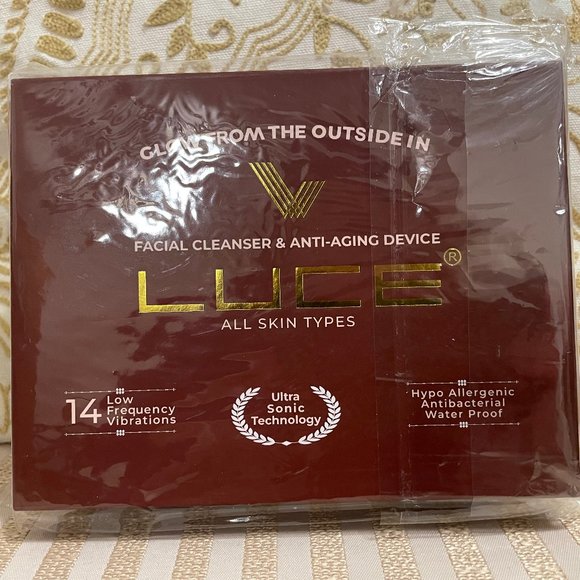 GLOW FROM THE OUTSIDE IN
FACIAL CLEANSER & ANTI-AGING DEVICE
LUCE®
ALL SKIN TYPES
14 Low
Frequency
Vibrations
Ultra
Sonic
Technology
Hypo Allergenic
Antibacterial
Water Proof